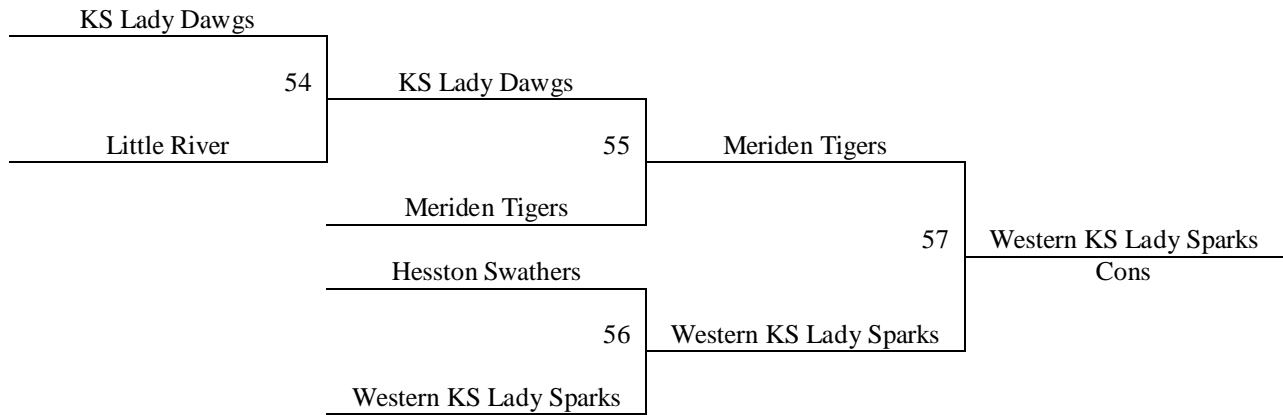 KS Lady Dawgs
54
KS Lady Dawgs
Little River
55
Meriden Tigers
Meriden Tigers
57
Western KS Lady Sparks
Cons
Hesston Swathers
56
Western KS Lady Sparks
Western KS Lady Sparks